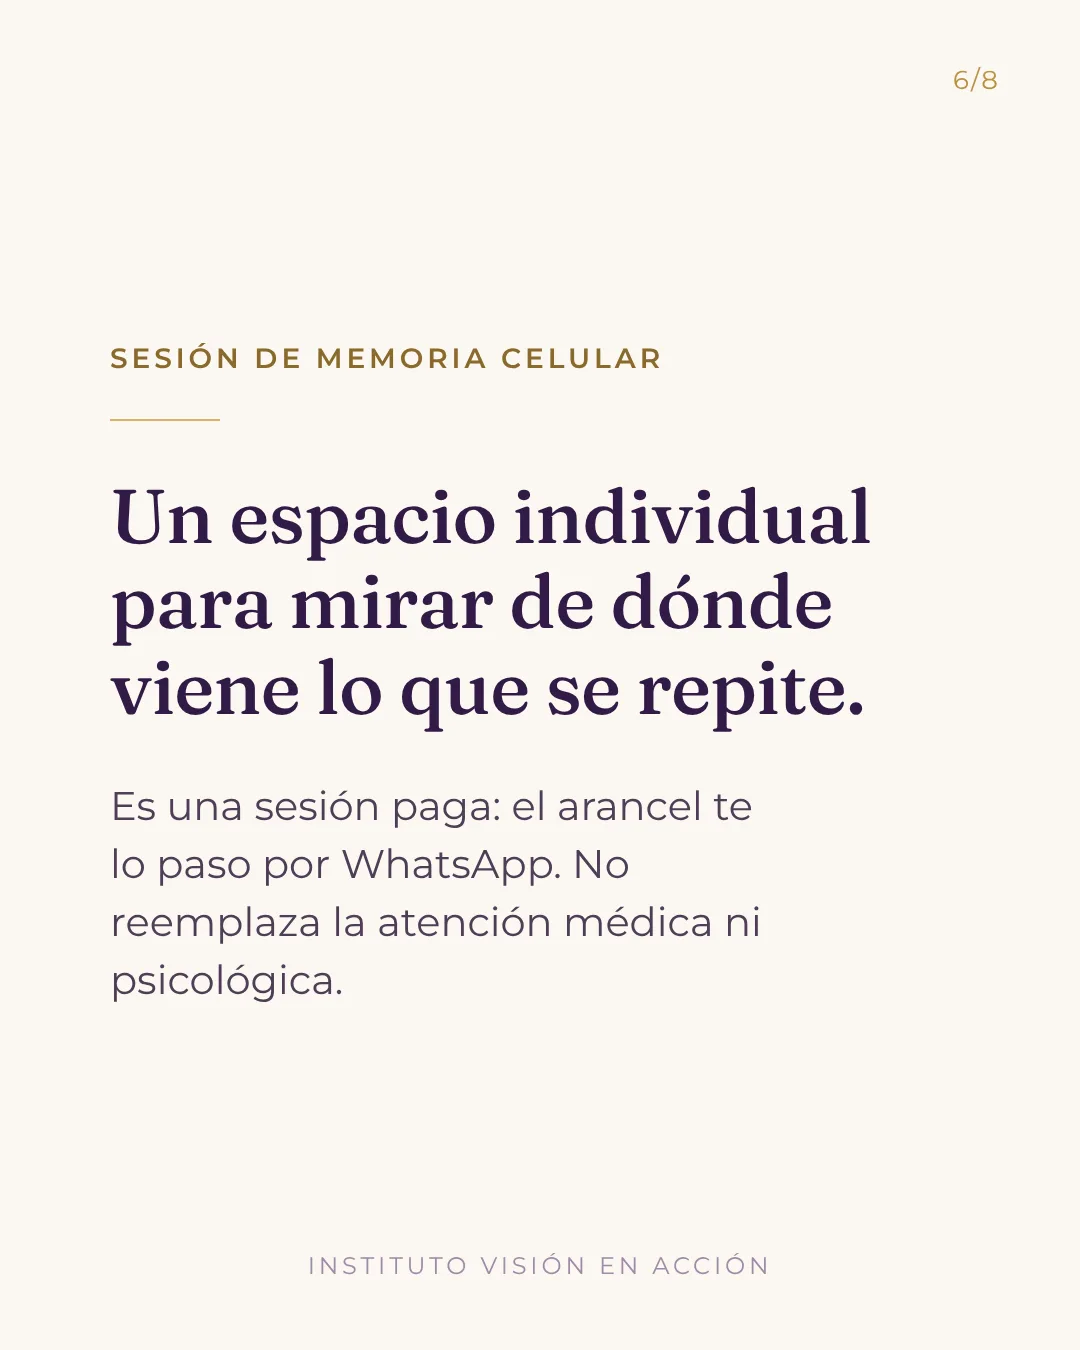 6/8
SESIÓN DE MEMORIA CELULAR
Un espacio individual
para mirar de dónde
viene lo que se repite.
Es una sesión paga: el arancel te
lo paso por WhatsApp. No
reemplaza la atención médica ni
psicológica.
INSTITUTO VISIÓN EN ACCIÓN